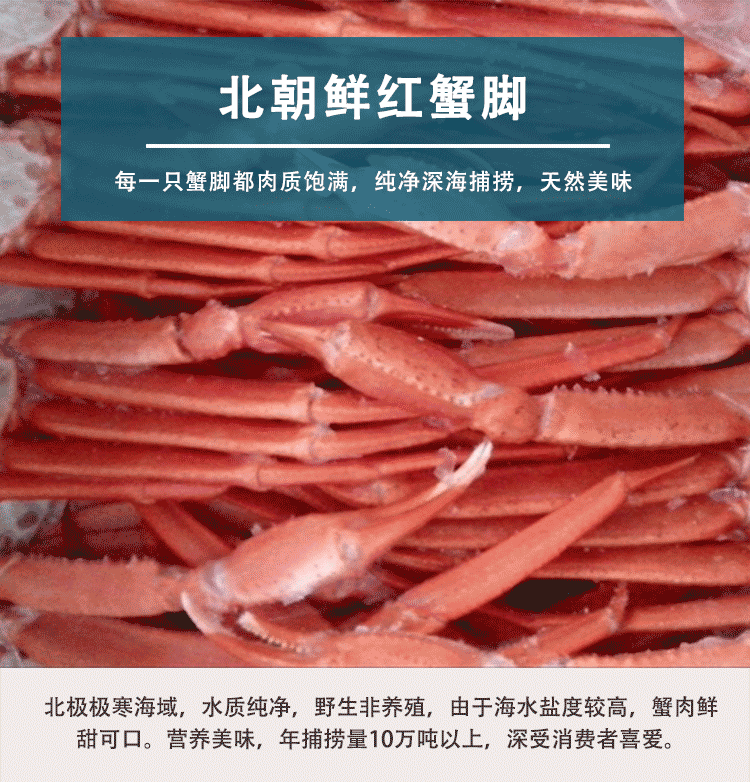 北朝鲜红蟹脚
每一只蟹脚都肉质饱满，纯净深海捕捞，天然美味
北极极寒海域，水质纯净，野生非养殖，由于海水盐度较高，蟹肉鲜
甜可口。营养美味，年捕捞量10万吨以上，深受消费者喜爱。